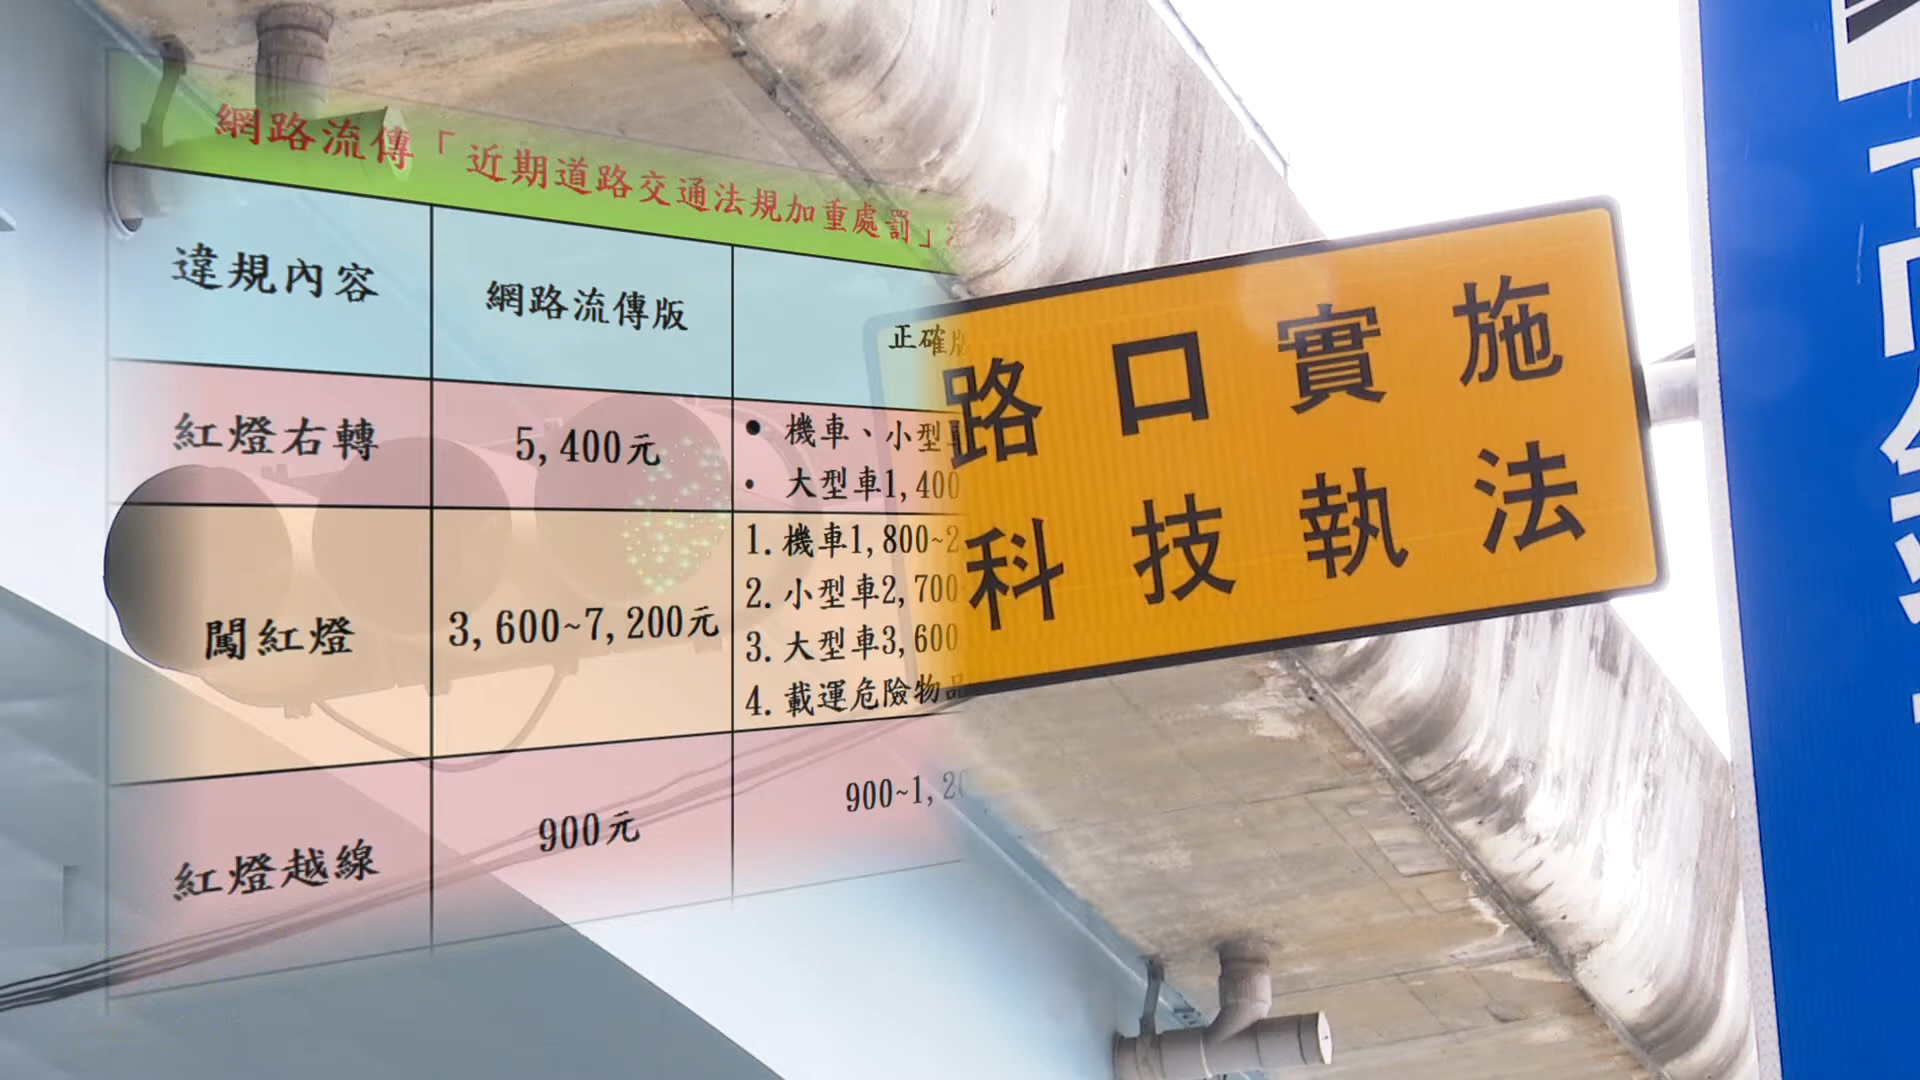 網路流傳「近期道路交通法規加重處罰」
違規內容
網路流傳版
正確版
紅燈右轉
5,400元
• 機車、小型
• 大型車1,400
闖紅燈
3,600~7,200元
1. 機車1,800~2
2. 小型車2,700
3. 大型車3,600
4. 載運危險物品
紅燈越線
900元
900~1,20
路口實施
科技執法